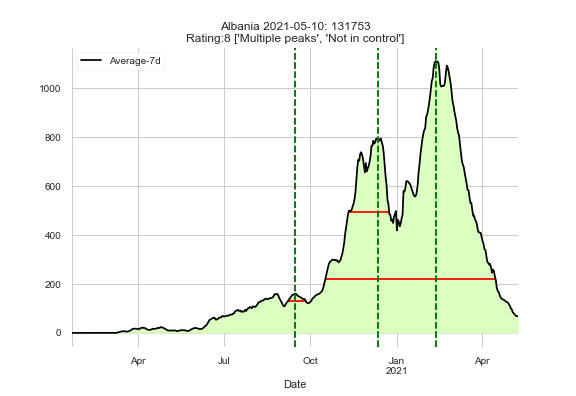 Albania 2021-05-10: 131753
Rating:8 ['Multiple peaks', 'Not in control']
Average-7d
1000
800
600
400
200
0
Apr
Jul
Oct
Jan
2021
Apr
Date